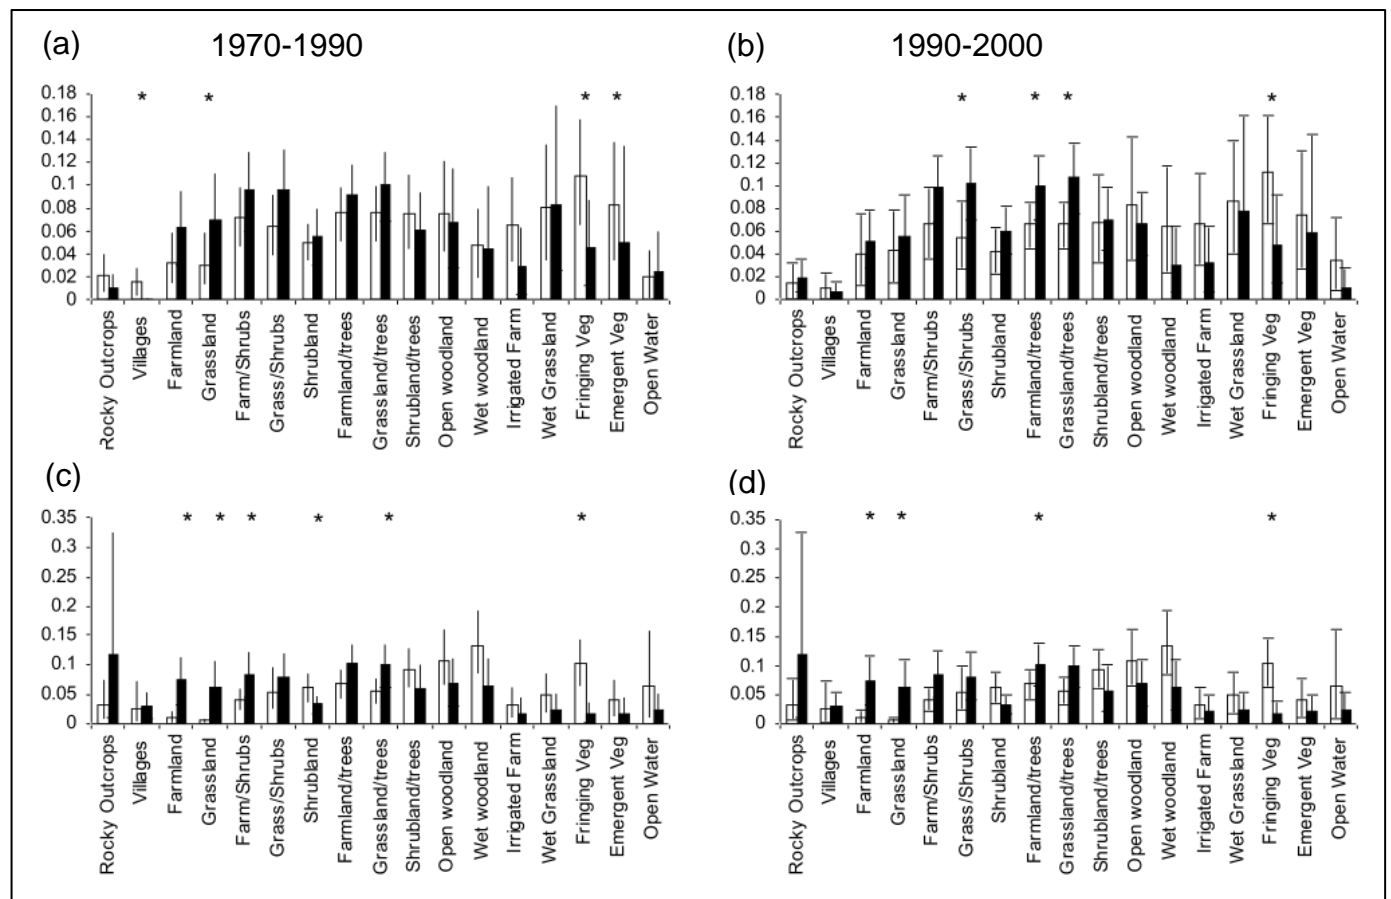 (a) 1970-1990
0.18
0.16
0.14
0.12
0.1
0.08
0.06
0.04
0.02
0
* * * *
Rocky Outcrops
Villages
Farmland
Grassland
Farm/Shrubs
Grass/Shrubs
Shrubland
Farmland/trees
Grassland/trees
Shrubland/trees
Open woodland
Wet woodland
Irrigated Farm
Wet Grassland
Fringing Veg
Emergent Veg
Open Water
(b) 1990-2000
0.18
0.16
0.14
0.12
0.1
0.08
0.06
0.04
0.02
0
* * * *
Rocky Outcrops
Villages
Farmland
Grassland
Farm/Shrubs
Grass/Shrubs
Shrubland
Farmland/trees
Grassland/trees
Shrubland/trees
Open woodland
Wet woodland
Irrigated Farm
Wet Grassland
Fringing Veg
Emergent Veg
Open Water
(c)
0.35
0.3
0.25
0.2
0.15
0.1
0.05
0
* * * * * *
Rocky Outcrops
Villages
Farmland
Grassland
Farm/Shrubs
Grass/Shrubs
Shrubland
Farmland/trees
Grassland/trees
Shrubland/trees
Open woodland
Wet woodland
Irrigated Farm
Wet Grassland
Fringing Veg
Emergent Veg
Open Water
(d)
0.35
0.3
0.25
0.2
0.15
0.1
0.05
0
* * * *
Rocky Outcrops
Villages
Farmland
Grassland
Farm/Shrubs
Grass/Shrubs
Shrubland
Farmland/trees
Grassland/trees
Shrubland/trees
Open woodland
Wet woodland
Irrigated Farm
Wet Grassland
Fringing Veg
Emergent Veg
Open Water